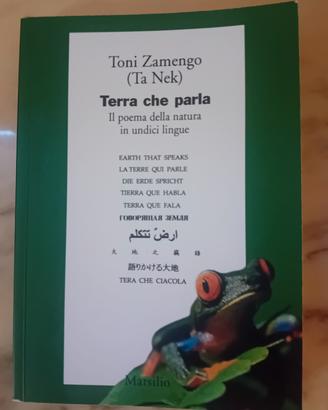 Toni Zamengo
(Ta Nek)
Terra che parla
Il poema della natura
in undici lingue
EARTH THAT SPEAKS
LA TERRE QUI PARLE
DIE ERDE SPRICHT
TIERRA QUE HABLA
TERRA QUE FALA
ГОВОРЯЩАЯ ЗЕМЛЯ
ارضٌ تتكلم
大 地 之 寫 語
語りかける大地
TERA CHE CIACOLA
Marsilio